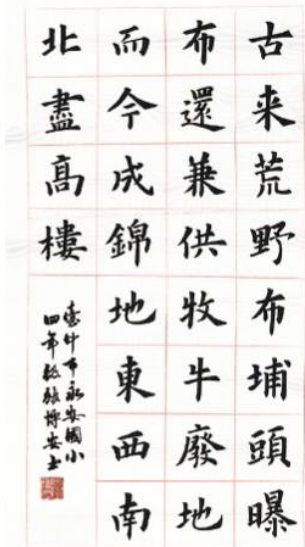 古来荒野布埔頭曝
布還兼供牧牛廢地
而今成錦地東西南
北盡高樓
臺中市永安國小
四年級張博安書